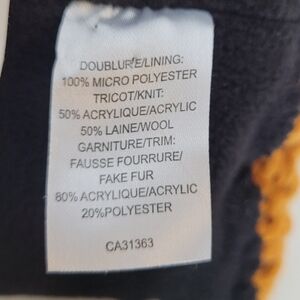 DOUBLURE/LINING:
100% MICRO POLYESTER
TRICOT/KNIT:
50% ACRYLIQUE/ACRYLIC
50% LAINE/WOOL
GARNITURE/TRIM:
FAUSSE FOURRURE/
FAKE FUR
80% ACRYLIQUE/ACRYLIC
20%POLYESTER
CA31363